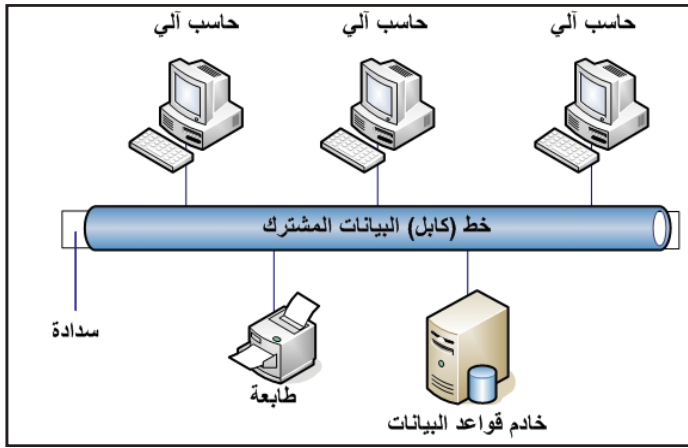 حاسب آلي
حاسب آلي
حاسب آلي
خط (كابل) البيانات المشترك
سدادة
طابعة
خادم قواعد البيانات